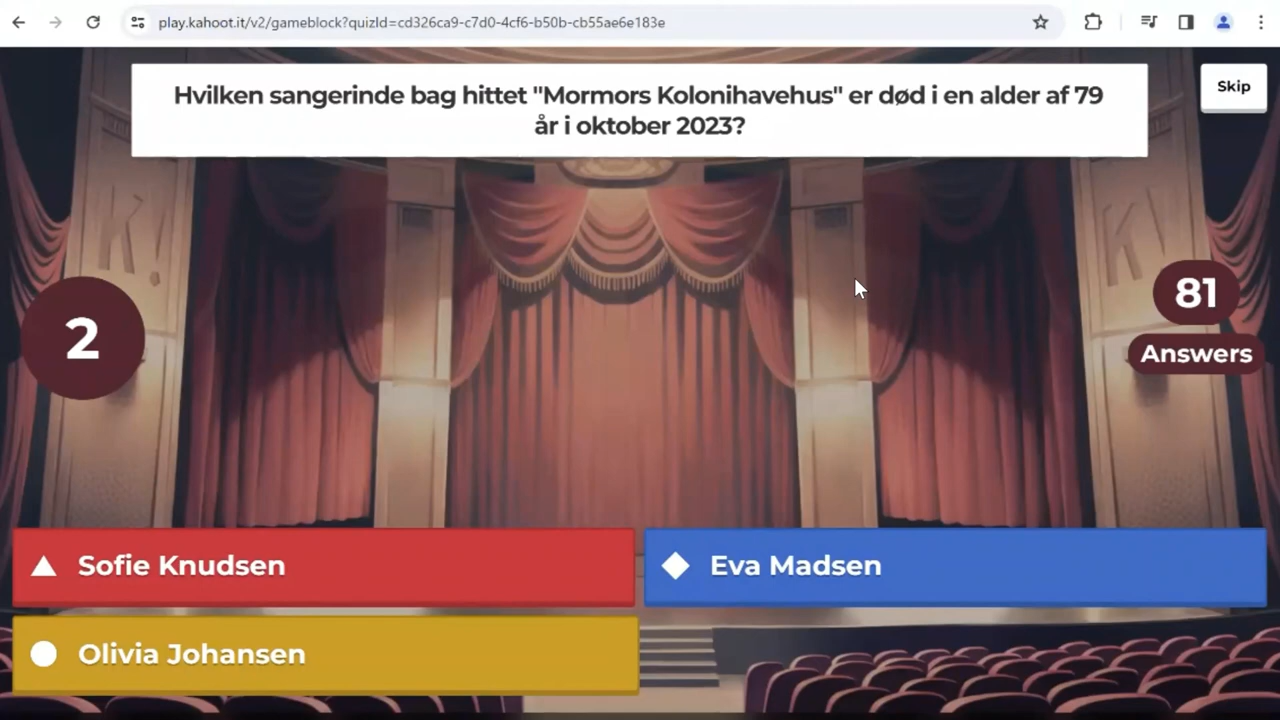 play.kahoot.it/v2/gameblock?quizId=cd326ca9-c7d0-4cf6-b50b-cb55ae6e183e
Hvilken sangerinde bag hittet "Mormors Kolonihavehus" er død i en alder af 79
år i oktober 2023?
Skip
K!
K!
2
81
Answers
Sofie Knudsen
Eva Madsen
Olivia Johansen